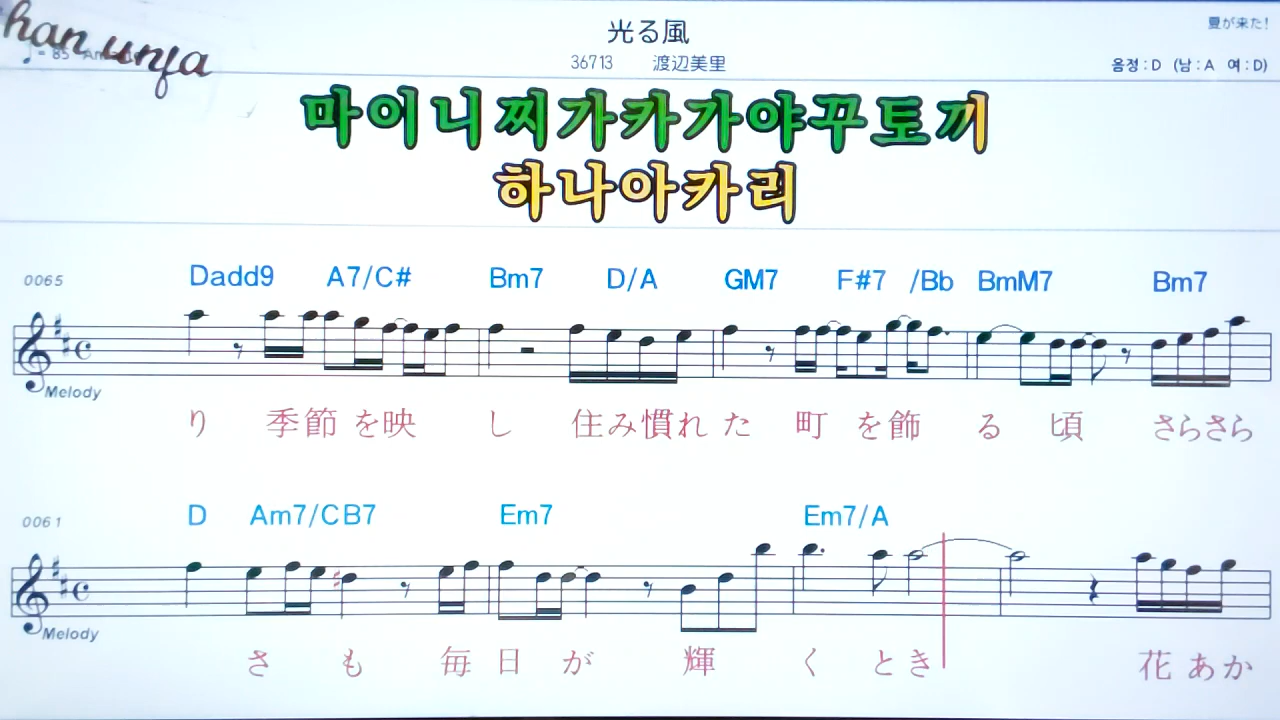 han unfa
光る風
夏が来た!
♩= 85
36713 渡辺美里
음정 : D (남 : A 여 : D)
마이니찌가카가야꾸토끼
하나아카리
0065
Dadd9 A7/C# Bm7 D/A GM7 F#7 /Bb BmM7 Bm7
Melody
り 季節 を映 し 住み慣れ た 町 を飾 る 頃 さらさら
0061
D Am7/C B7 Em7 Em7/A
Melody
さ も 毎 日 が 輝 く とき 花 あか